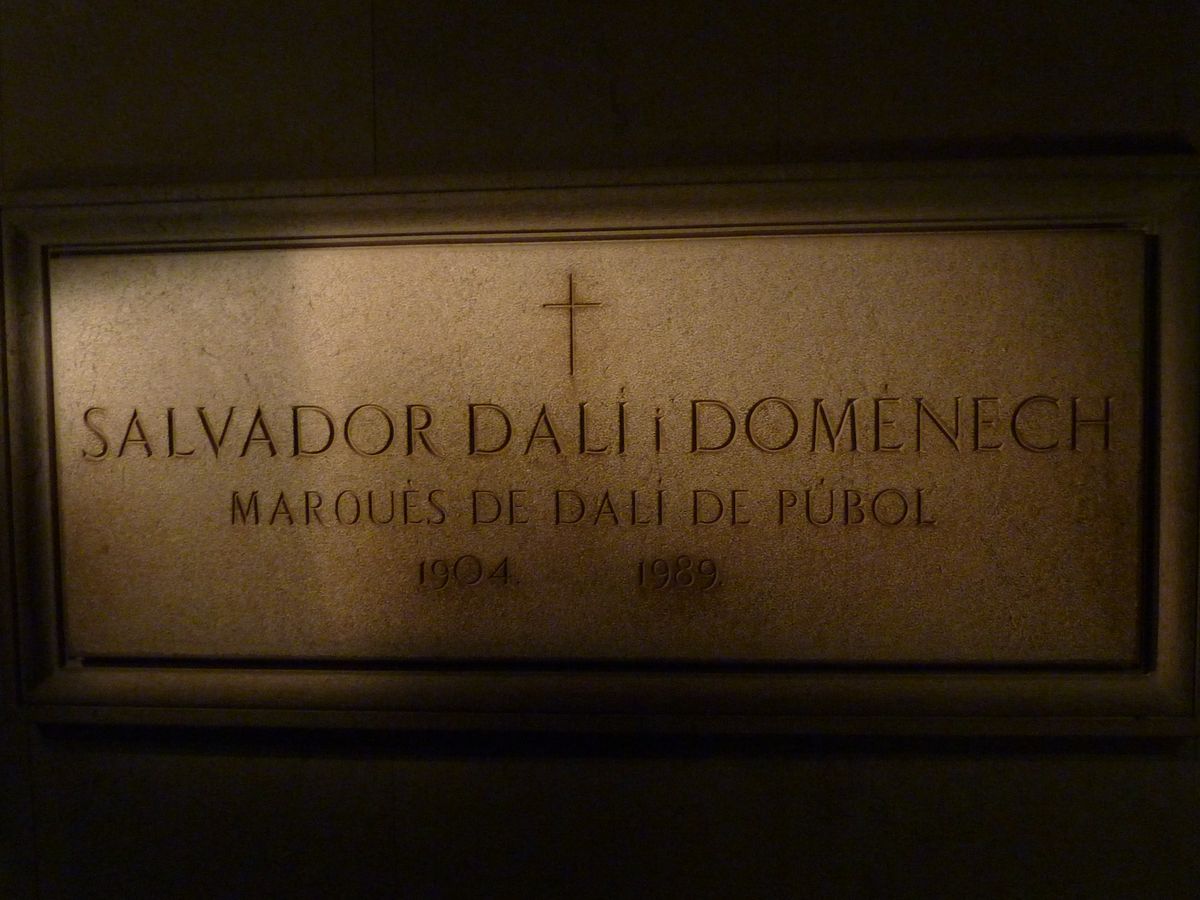 SALVADOR DALÍ i DOMÈNECH
MARQUÈS DE DALÍ DE PÚBOL
1904. 1989.